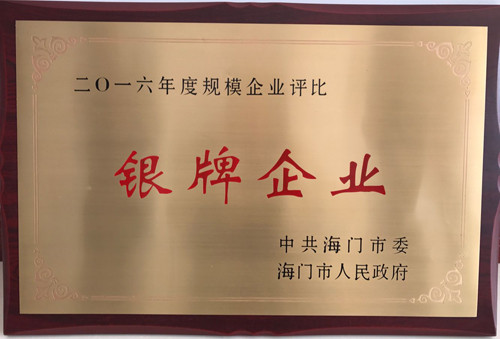 二〇一六年度规模企业评比
银牌企业
中共海门市委
海门市人民政府